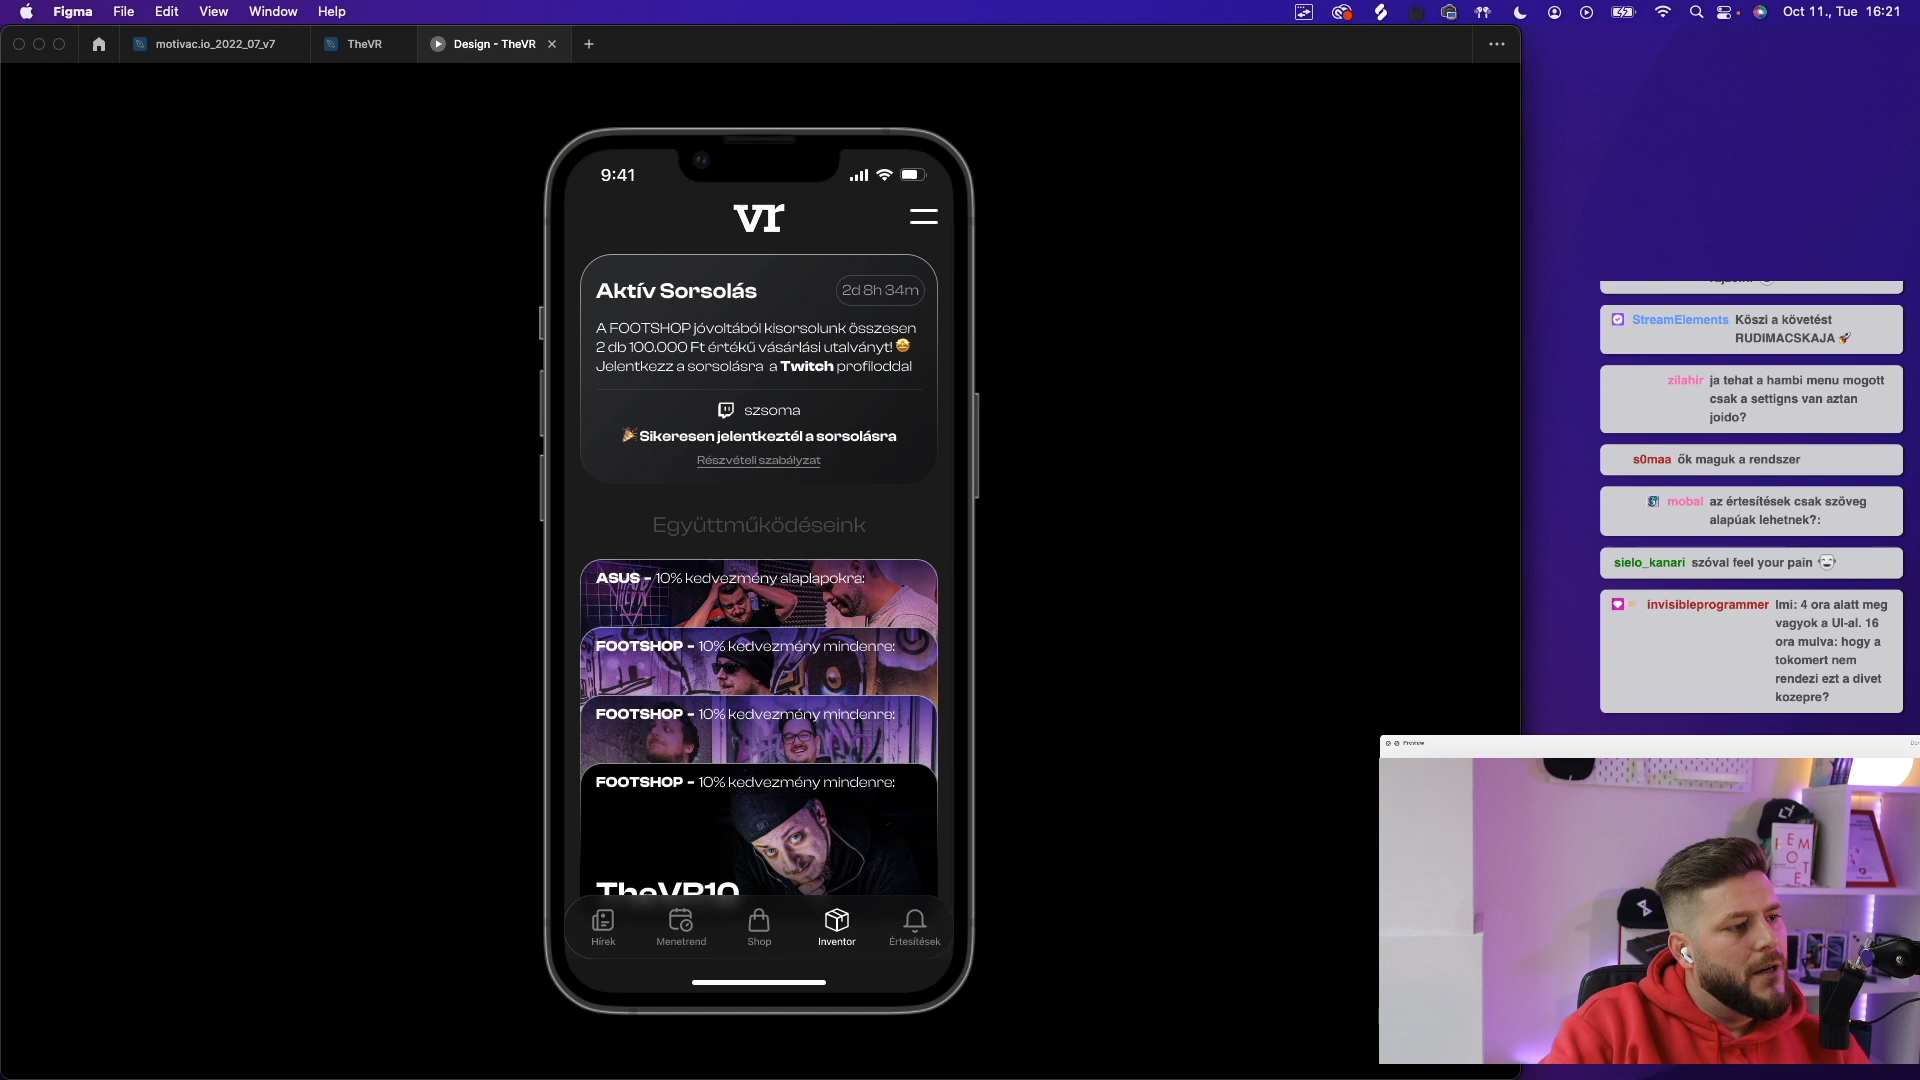 Figma File Edit View Window Help
Oct 11., Tue 16:21
motivac.io_2022_07_v7
TheVR
Design - TheVR
9:41
vr
Aktív Sorsolás
2d 8h 34m
A FOOTSHOP jóvoltából kisorsolunk összesen
2 db 100.000 Ft értékű vásárlási utalványt! 🤩
Jelentkezz a sorsolásra a Twitch profiloddal
szsoma
🎉Sikeresen jelentkeztél a sorsolásra
Részvételi szabályzat
Együttműködéseink
ASUS - 10% kedvezmény alaplapokra:
FOOTSHOP - 10% kedvezmény mindenre:
FOOTSHOP - 10% kedvezmény mindenre:
FOOTSHOP - 10% kedvezmény mindenre:
TheVR10
Hírek
Menetrend
Shop
Inventor
Értesítések
StreamElements Köszi a követést
RUDIMACSKAJA 🚀
zilahir ja tehat a hambi menu mogott
csak a settigns van aztan
joido?
s0maa ők maguk a rendszer
mobal az értesítések csak szöveg
alapúak lehetnek?:
sielo_kanari szóval feel your pain
invisibleprogrammer Imi: 4 ora alatt meg
vagyok a UI-al. 16
ora mulva: hogy a
tokomert nem
rendezi ezt a divet
kozepre?
Preview
REMOTE